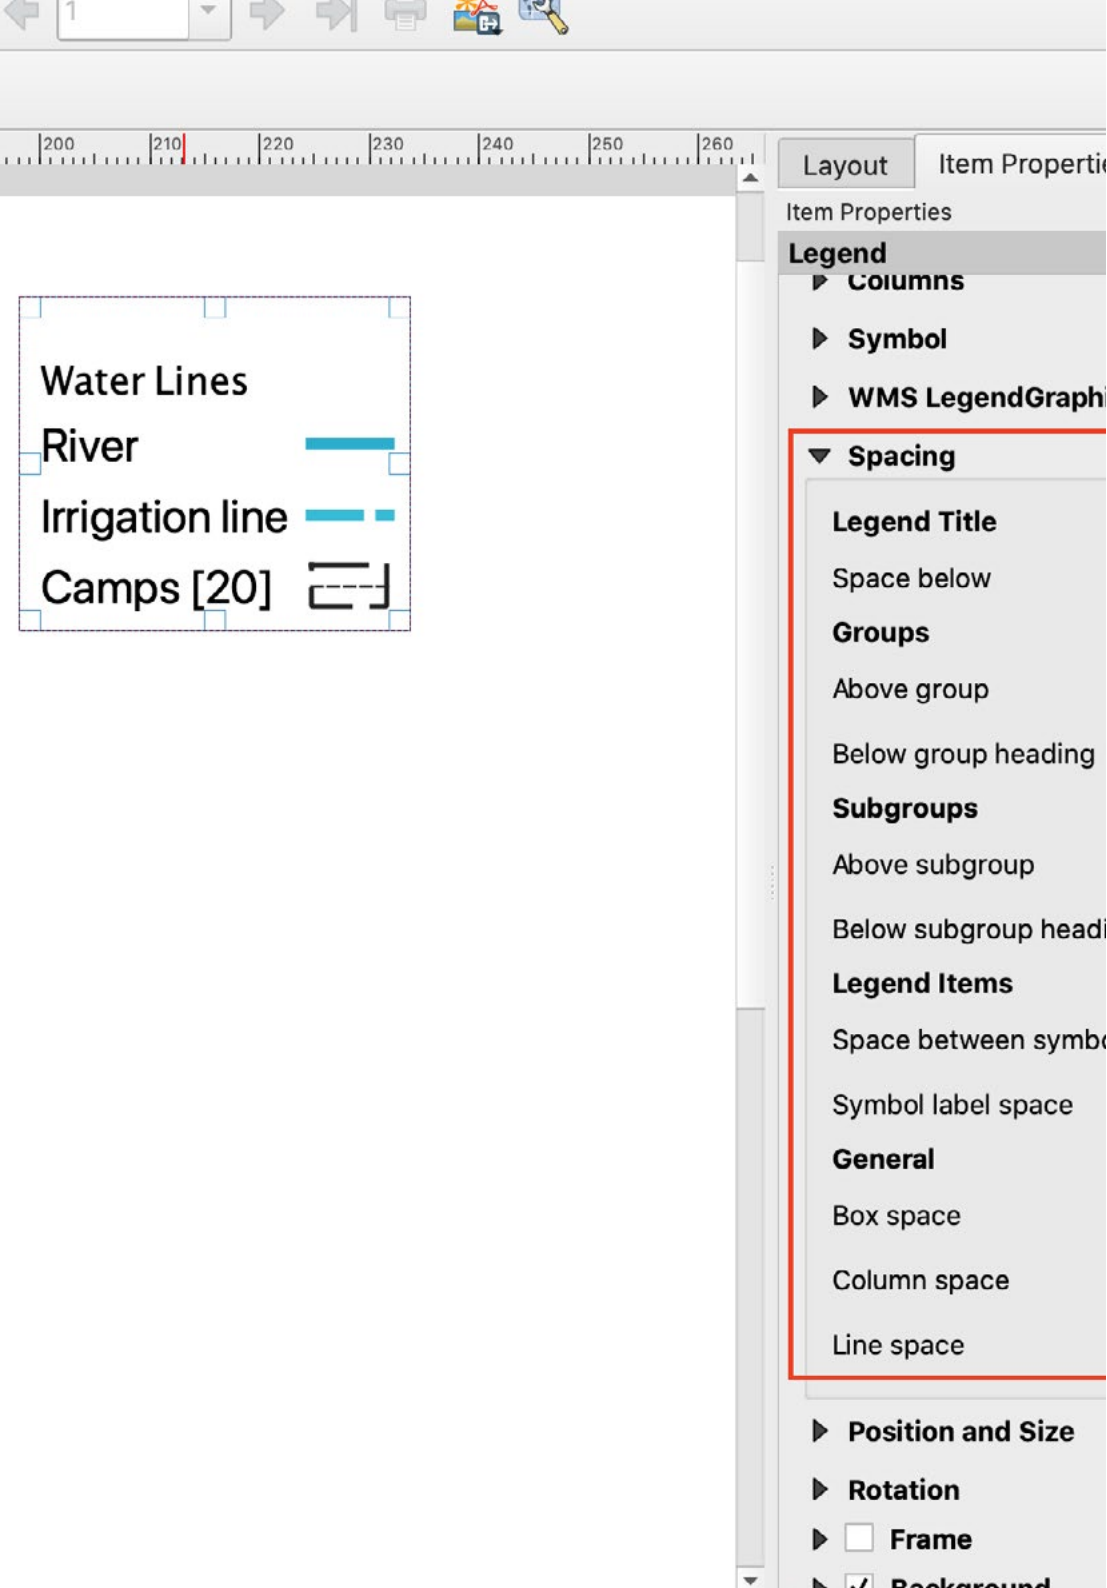 1
200 210 220 230 240 250 260
Layout
Item Propertie
Item Properties
Legend
Columns
Symbol
WMS LegendGraphi
Spacing
Legend Title
Space below
Groups
Above group
Below group heading
Subgroups
Above subgroup
Below subgroup headi
Legend Items
Space between symbo
Symbol label space
General
Box space
Column space
Line space
Position and Size
Rotation
Frame
Background
Water Lines
River
Irrigation line
Camps [20]